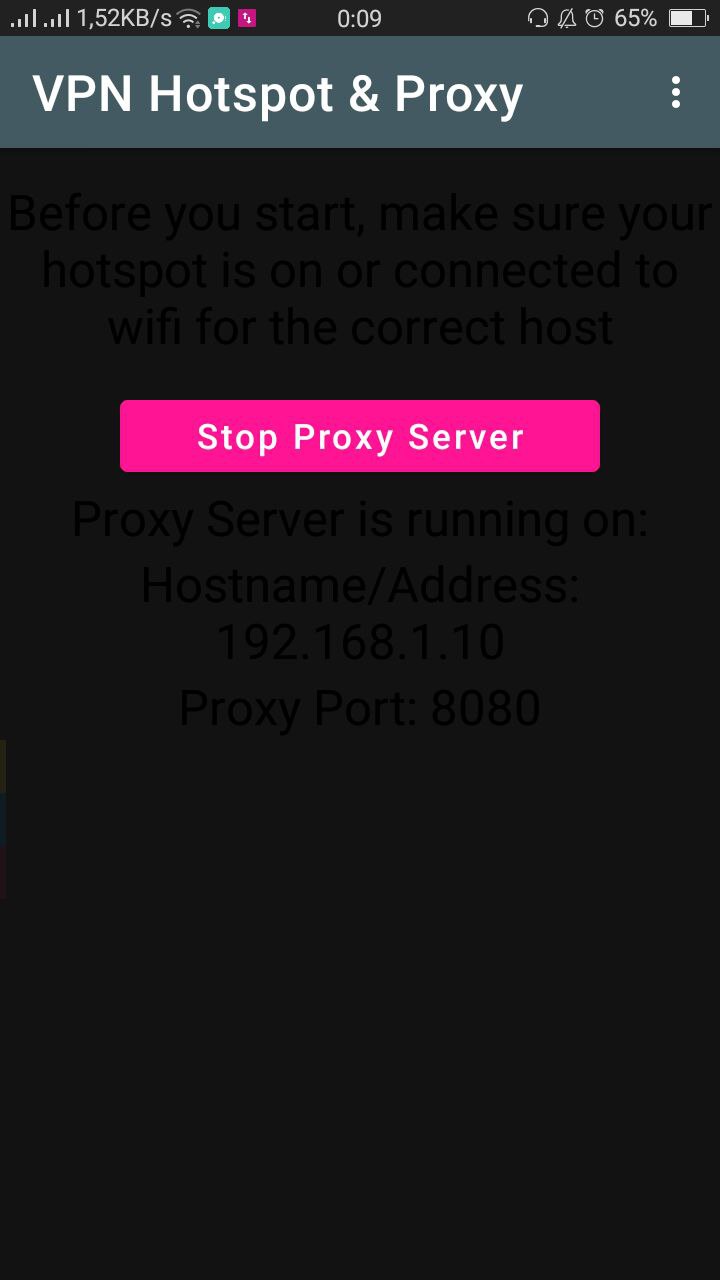 1,52KB/s 0:09 65%
VPN Hotspot & Proxy
Before you start, make sure your
hotspot is on or connected to
wifi for the correct host
Stop Proxy Server
Proxy Server is running on:
Hostname/Address:
192.168.1.10
Proxy Port: 8080